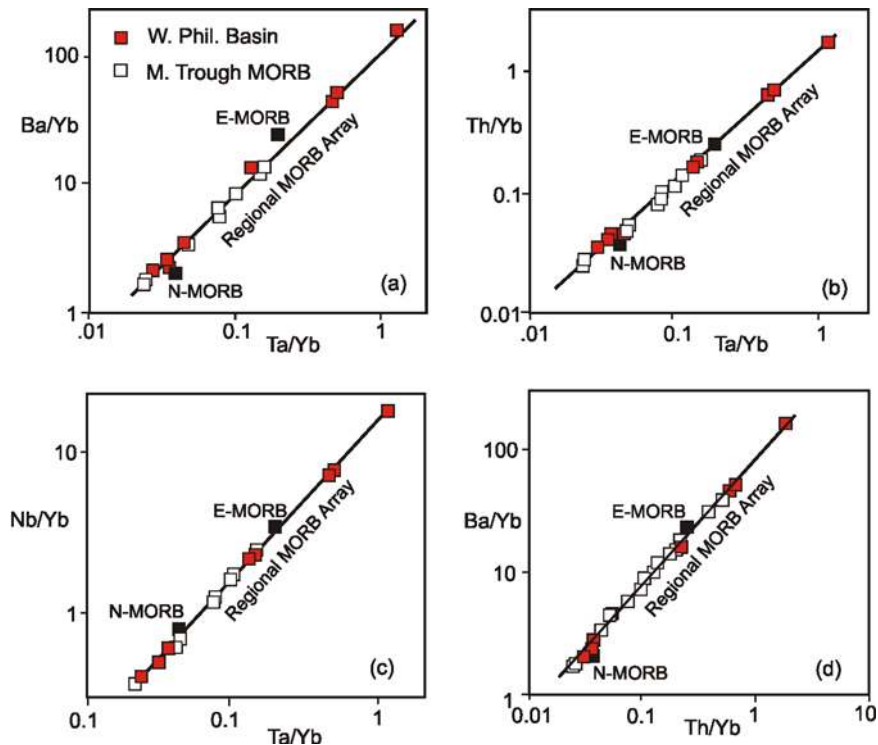 100
W. Phil. Basin
M. Trough MORB
Ba/Yb
E-MORB
10
Regional MORB Array
N-MORB
(a)
1
.01
0.1
1
Ta/Yb
1
Th/Yb
E-MORB
0.1
Regional MORB Array
N-MORB
(b)
0.01
.01
0.1
1
Ta/Yb
10
Nb/Yb
E-MORB
Regional MORB Array
N-MORB
1
(c)
0.1
0.1
1
Ta/Yb
100
Ba/Yb
E-MORB
10
Regional MORB Array
N-MORB
(d)
1
0.01
0.1
1
10
Th/Yb